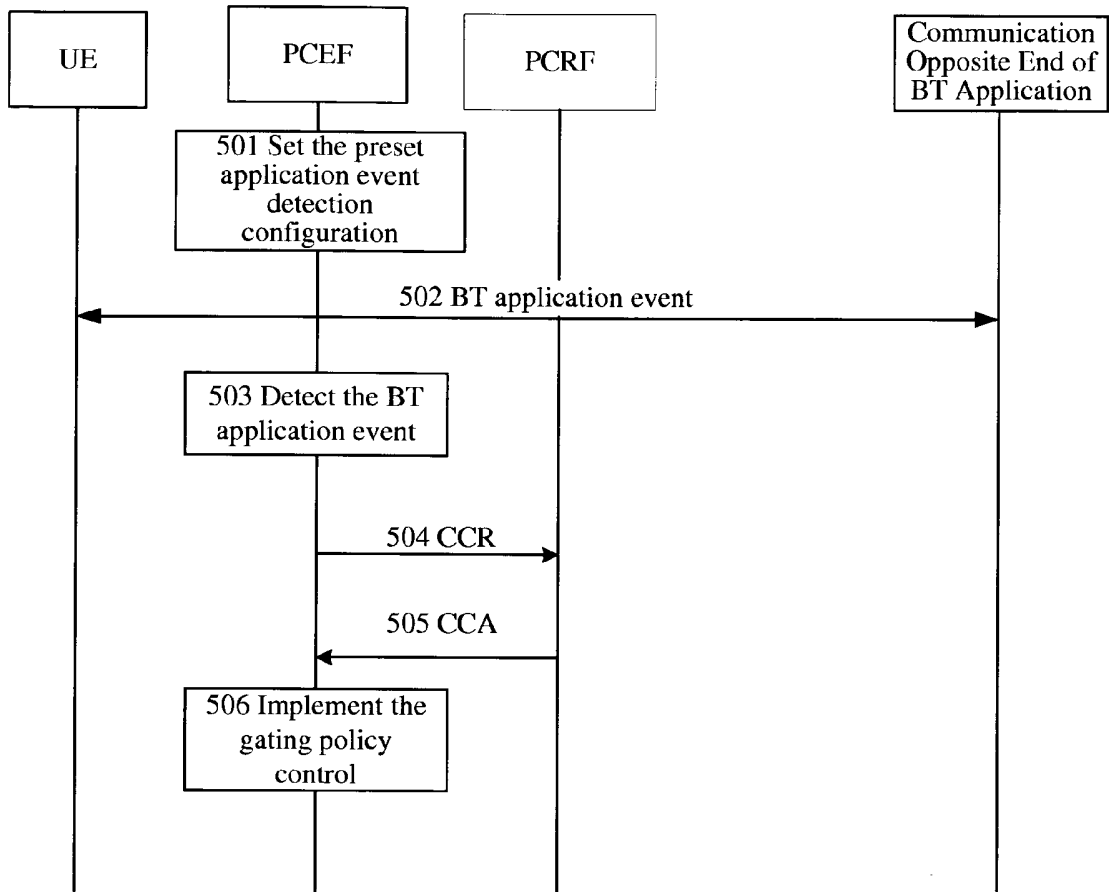 UE
PCEF
PCRF
Communication
Opposite End of
BT Application
501 Set the preset
application event
detection
configuration
502 BT application event
503 Detect the BT
application event
504 CCR
505 CCA
506 Implement the
gating policy
control